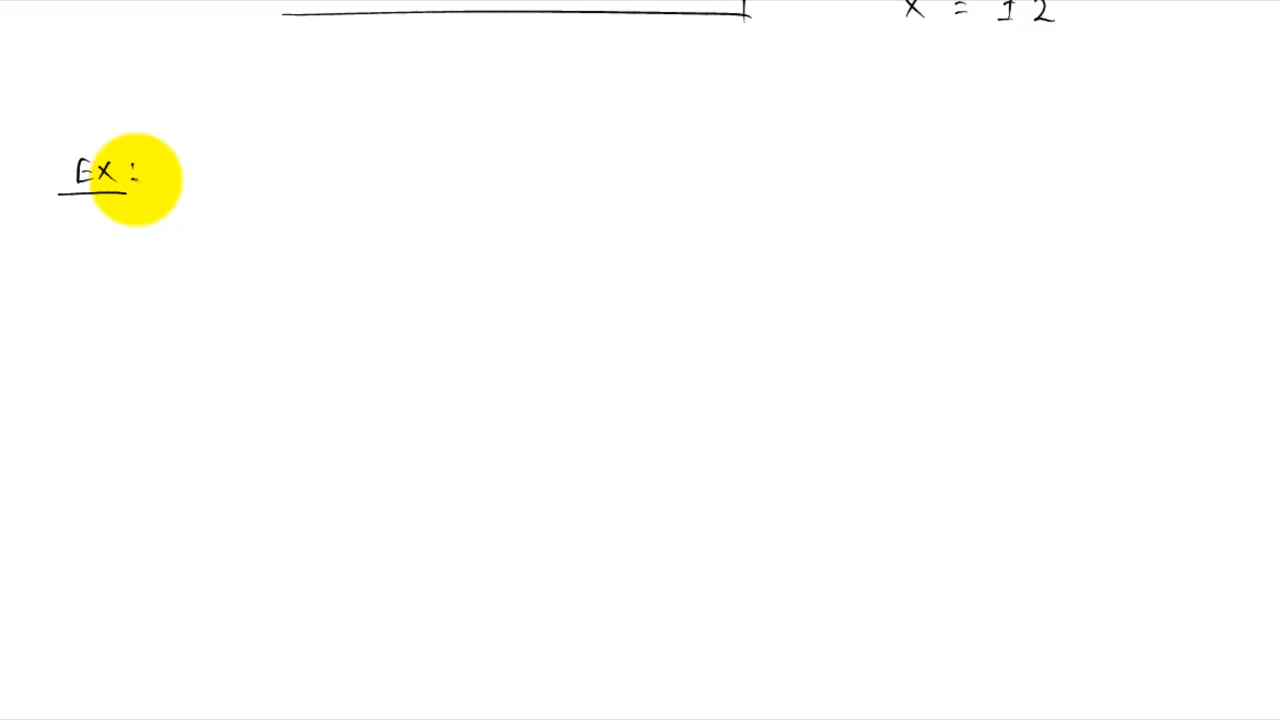 x = ±2
EX: